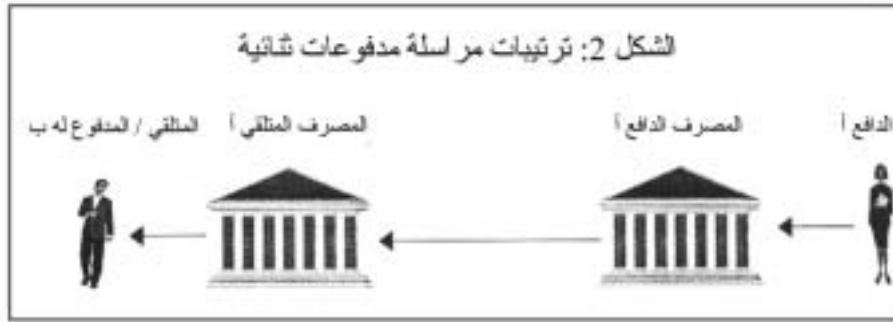 الشكل 2: ترتيبات مراسلة مدفوعات ثنائية
الدافع أ
المصرف الدافع أ
المصرف المتلقي أ
المتلقي / المدفوع له ب